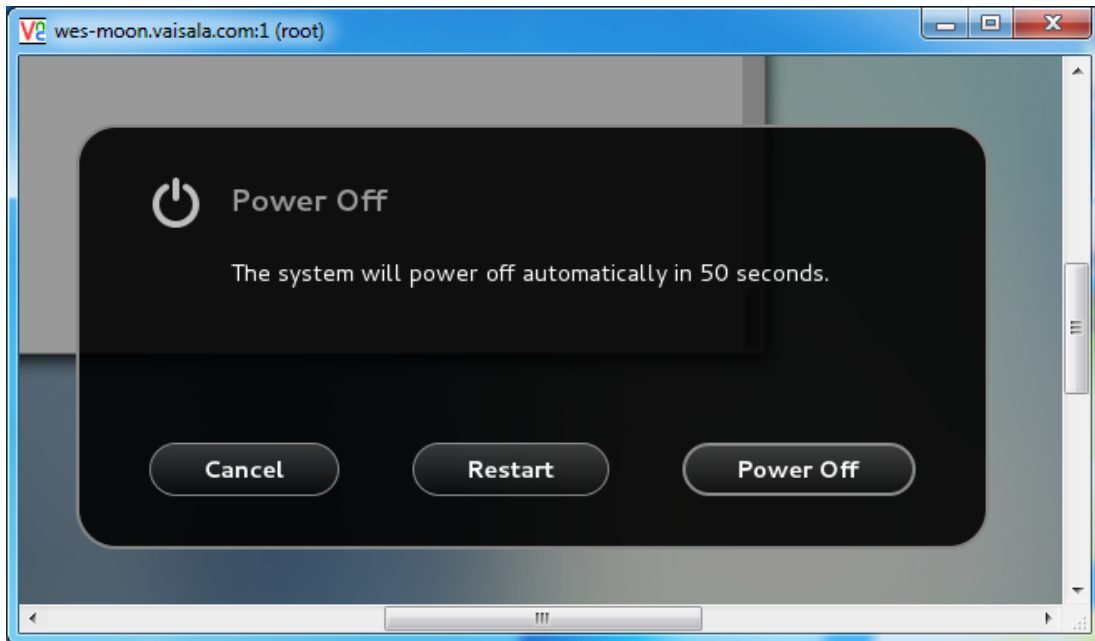 wes-moon.vaisala.com:1 (root)
Power Off
The system will power off automatically in 50 seconds.
Cancel Restart Power Off